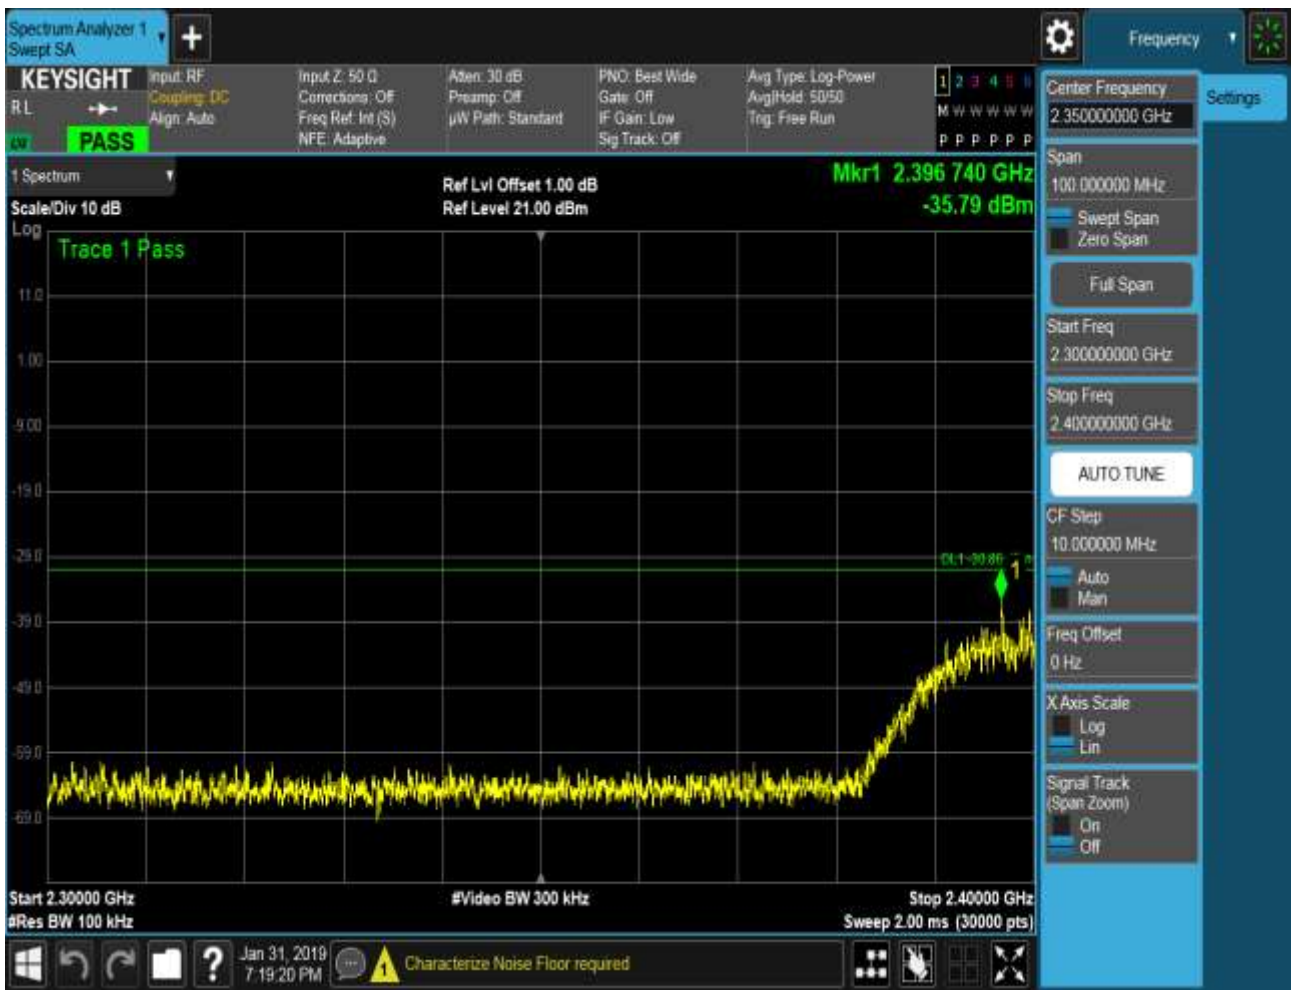 Spectrum Analyzer 1
Swept SA
+
Frequency
KEYSIGHT
R L
PASS
Input: RF
Coupling: DC
Align: Auto
Input Z: 50 Ω
Corrections: Off
Freq Ref: Int (S)
NFE: Adaptive
Atten: 30 dB
Preamp: Off
µW Path: Standard
PNO: Best Wide
Gate: Off
IF Gain: Low
Sig Track: Off
Avg Type: Log-Power
Avg|Hold: 50/50
Trig: Free Run
1 2 3 4 5 6
M W W W W W
P P P P P P
1 Spectrum
Scale/Div 10 dB
Log
Ref Lvl Offset 1.00 dB
Ref Level 21.00 dBm
Mkr1 2.396 740 GHz
-35.79 dBm
Trace 1 Pass
11.0
1.00
-9.00
-19.0
-29.0
-39.0
-49.0
-59.0
-69.0
DL1 -30.86
1
Start 2.30000 GHz
#Res BW 100 kHz
#Video BW 300 kHz
Stop 2.40000 GHz
Sweep 2.00 ms (30000 pts)
Center Frequency
2.350000000 GHz
Settings
Span
100.000000 MHz
Swept Span
Zero Span
Full Span
Start Freq
2.300000000 GHz
Stop Freq
2.400000000 GHz
AUTO TUNE
CF Step
10.000000 MHz
Auto
Man
Freq Offset
0 Hz
X Axis Scale
Log
Lin
Signal Track
(Span Zoom)
On
Off
?
Jan 31, 2019
7:19:20 PM
1
Characterize Noise Floor required